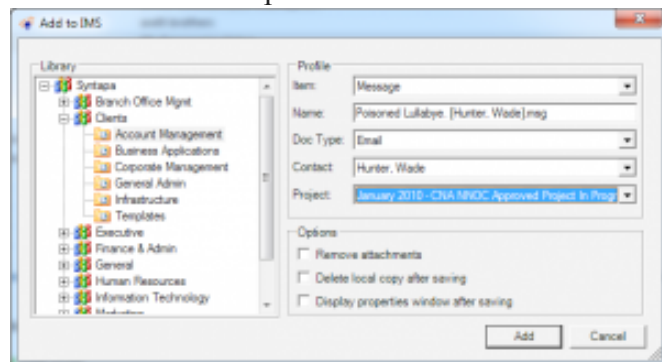 Add to IMS
Library
Syntapa
Branch Office Mgmt
Clients
Account Management
Business Applications
Corporate Management
General Admin
Infrastructure
Templates
Executive
Finance & Admin
General
Human Resources
Information Technology
Marketing
Profile
Item: Message
Name: Poisoned Lullabye. [Hunter, Wade].msg
Doc Type: Email
Contact: Hunter, Wade
Project: January 2010 - CNA NNOC Approved Project In Progr
Options
Remove attachments
Delete local copy after saving
Display properties window after saving
Add Cancel